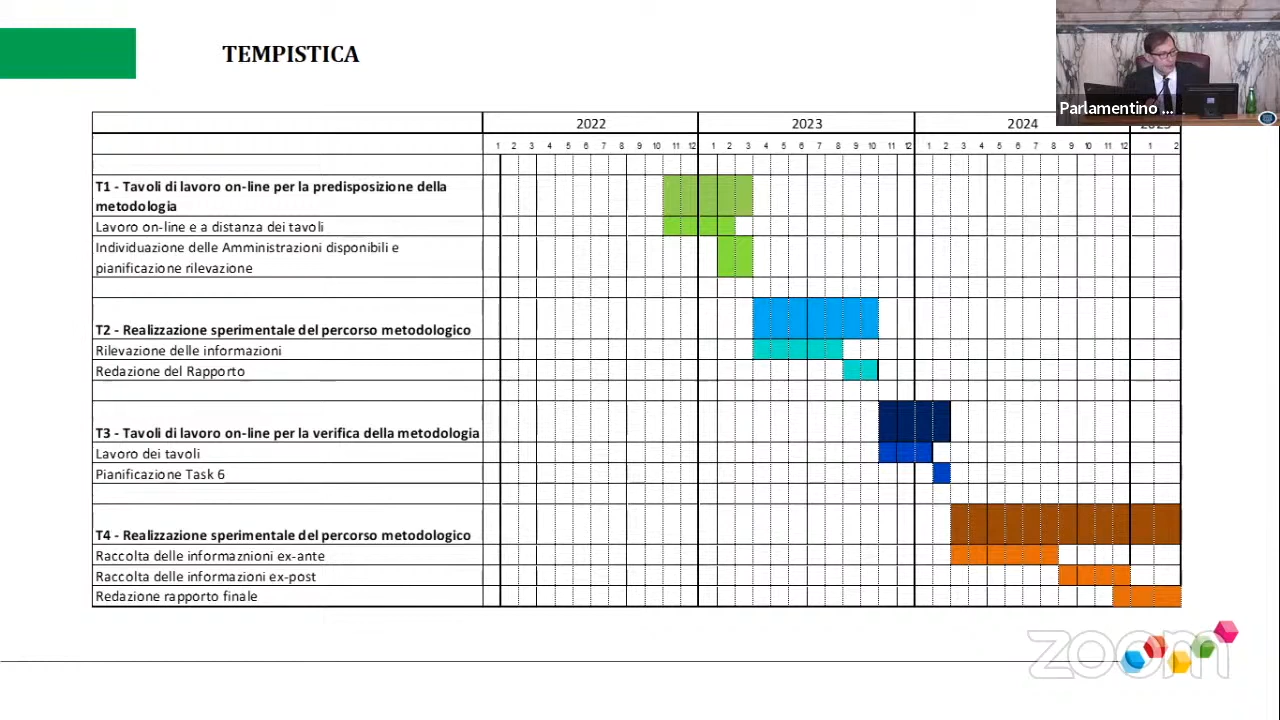 TEMPISTICA
Parlamentino ...
2022 2023 2024
1 2 3 4 5 6 7 8 9 10 11 12 1 2 3 4 5 6 7 8 9 10 11 12 1 2 3 4 5 6 7 8 9 10 11 12 1 2
T1 - Tavoli di lavoro on-line per la predisposizione della
metodologia
Lavoro on-line e a distanza dei tavoli
Individuazione delle Amministrazioni disponibili e
pianificazione rilevazione
T2 - Realizzazione sperimentale del percorso metodologico
Rilevazione delle informazioni
Redazione del Rapporto
T3 - Tavoli di lavoro on-line per la verifica della metodologia
Lavoro dei tavoli
Pianificazione Task 6
T4 - Realizzazione sperimentale del percorso metodologico
Raccolta delle informaznioni ex-ante
Raccolta delle informazioni ex-post
Redazione rapporto finale
zoom